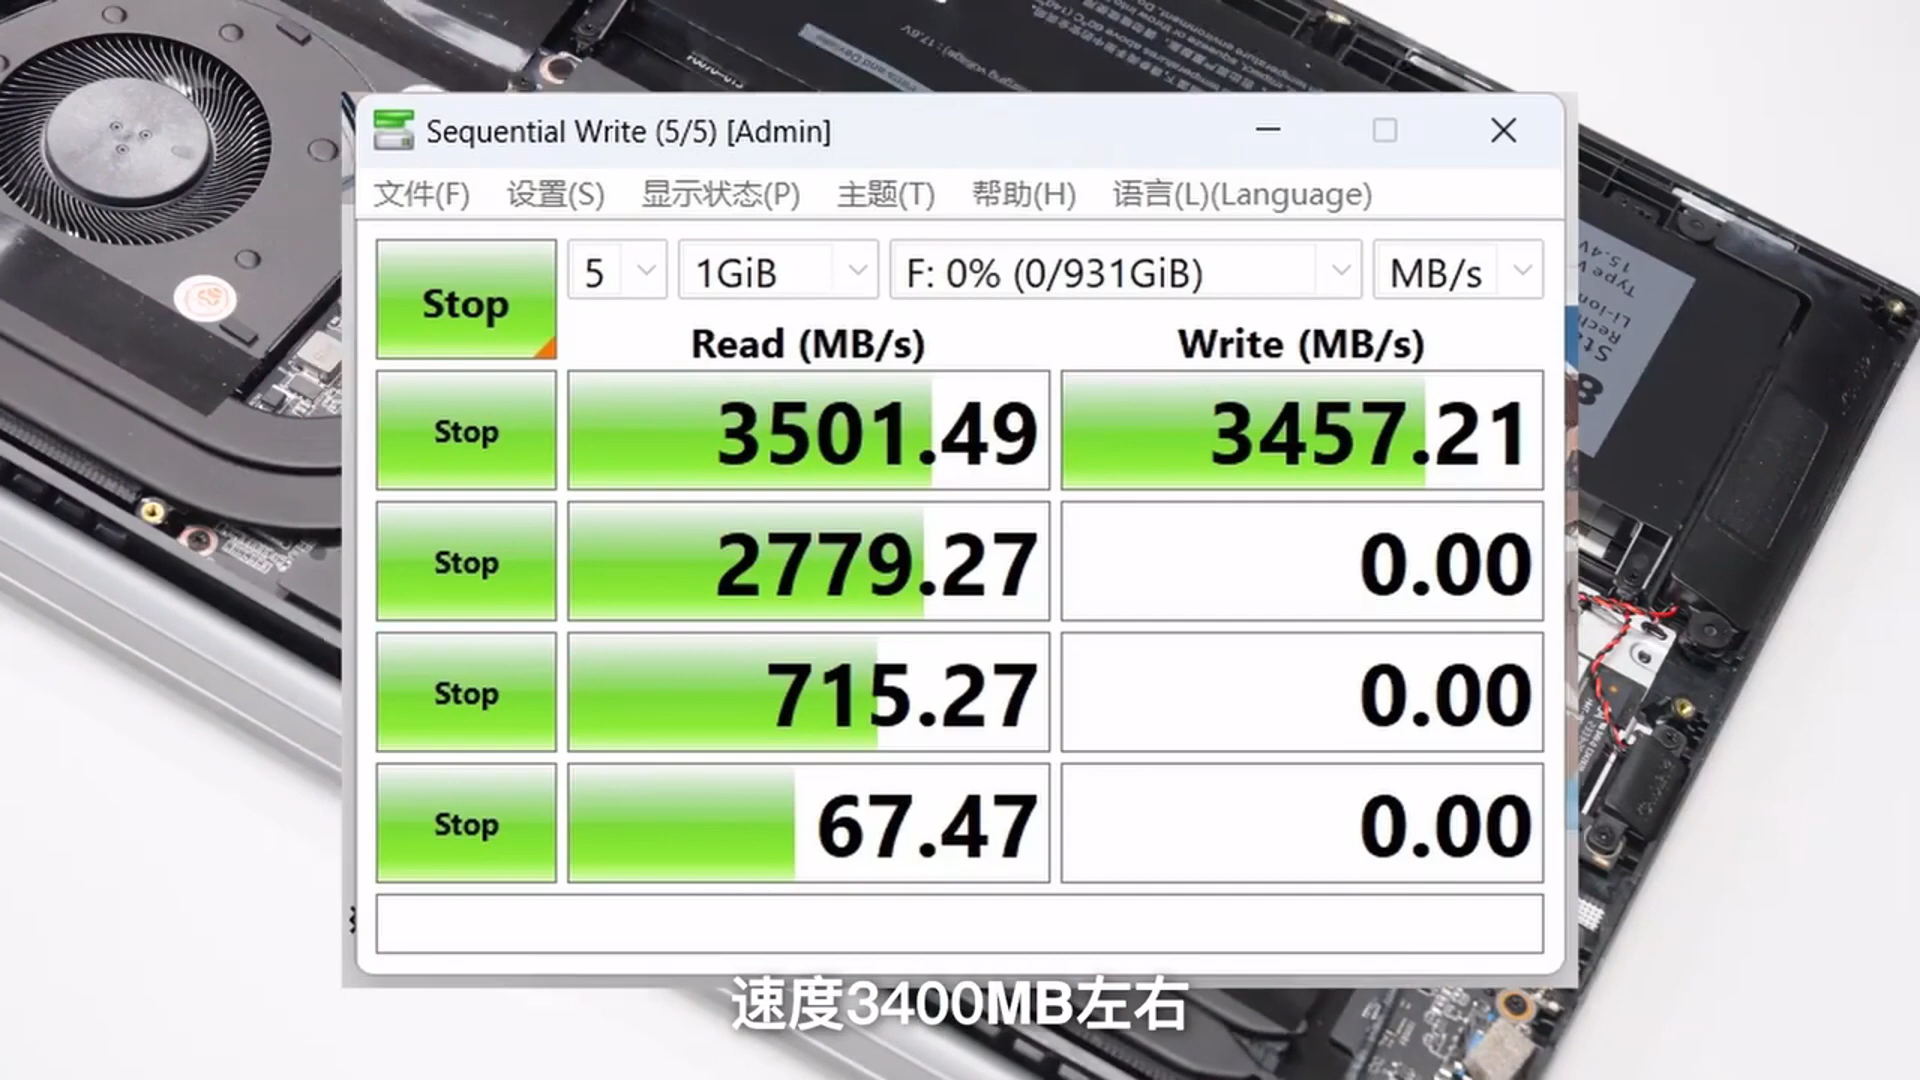 Sequential Write (5/5) [Admin]
文件(F) 设置(S) 显示状态(P) 主题(T) 帮助(H) 语言(L)(Language)
Stop 5 1GiB F: 0% (0/931GiB) MB/s
Read (MB/s) Write (MB/s)
Stop 3501.49 3457.21
Stop 2779.27 0.00
Stop 715.27 0.00
Stop 67.47 0.00
速度3400MB左右